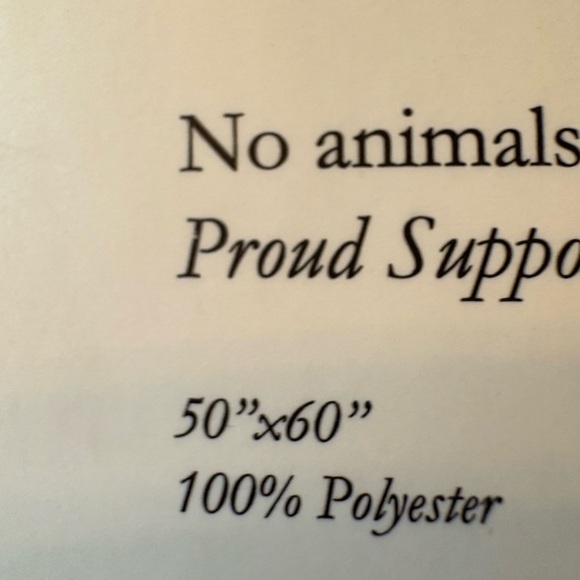 No animals
Proud Suppo
50”x60”
100% Polyester